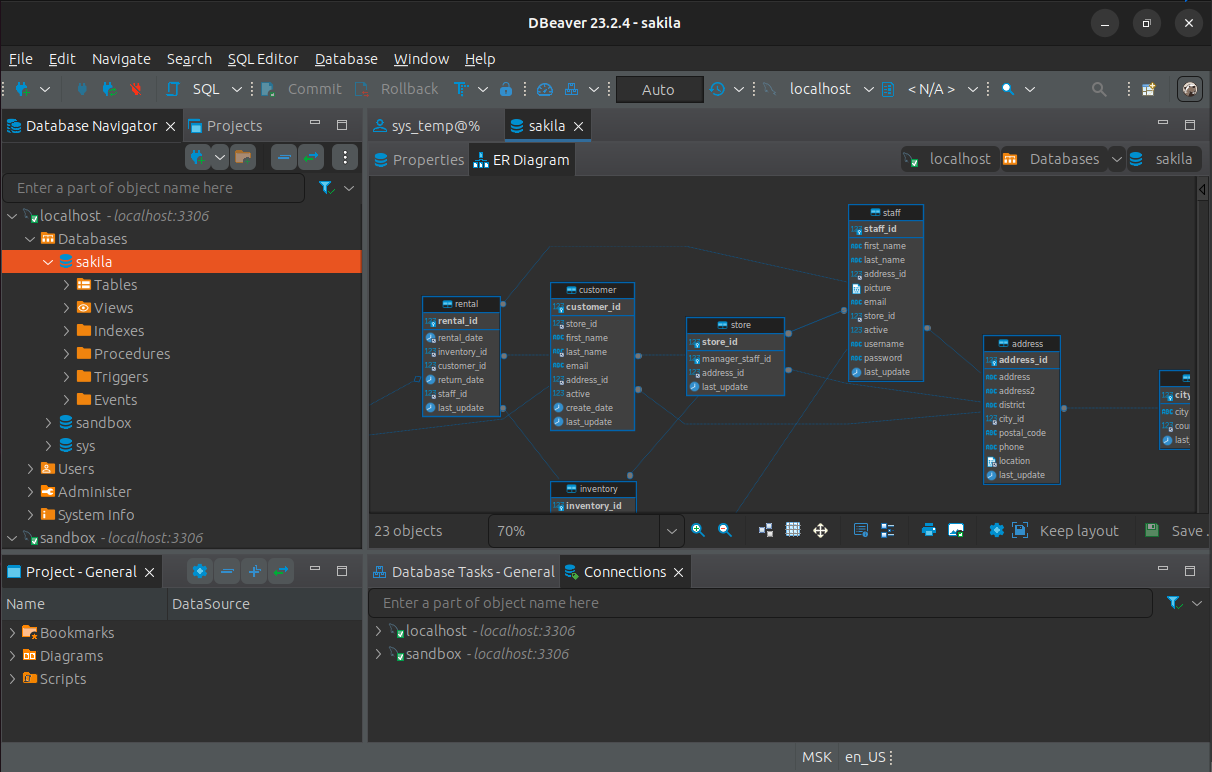 DBeaver 23.2.4 - sakila
File Edit Navigate Search SQL Editor Database Window Help
SQL Commit Rollback Auto localhost < N/A >
Database Navigator Projects
sys_temp@% sakila
Properties ER Diagram localhost Databases sakila
Enter a part of object name here
localhost - localhost:3306
Databases
sakila
Tables
Views
Indexes
Procedures
Triggers
Events
sandbox
sys
Users
Administer
System Info
sandbox - localhost:3306
rental
rental_id
rental_date
inventory_id
customer_id
return_date
staff_id
last_update
customer
customer_id
store_id
first_name
last_name
email
address_id
active
create_date
last_update
inventory
inventory_id
store
store_id
manager_staff_id
address_id
last_update
staff
staff_id
first_name
last_name
address_id
picture
email
store_id
active
username
password
last_update
address
address_id
address
address2
district
city_id
postal_code
phone
location
last_update
city
city
cou
last_
23 objects 70% Keep layout Save .
Project - General
Name DataSource
Bookmarks
Diagrams
Scripts
Database Tasks - General Connections
Enter a part of object name here
localhost - localhost:3306
sandbox - localhost:3306
MSK en_US